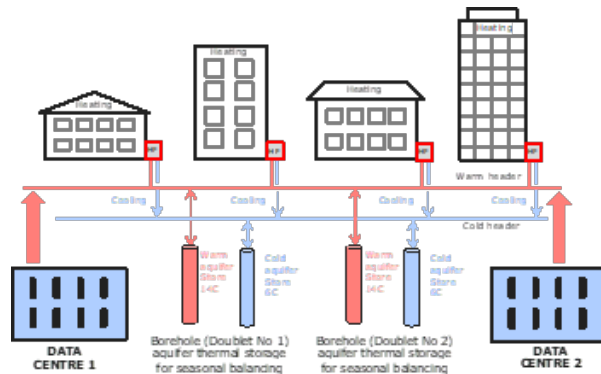 Heating
Heating
Heating
Heating
HP
HP
HP
HP
Warm header
Cooling
Cooling
Cooling
Cooling
Cold header
Warm
aquifer
Store
14C
Cold
aquifer
Store
6C
Warm
aquifer
Store
14C
Cold
aquifer
Store
6C
DATA
CENTRE 1
Borehole (Doublet No 1)
aquifer thermal storage
for seasonal balancing
Borehole (Doublet No 2)
aquifer thermal storage
for seasonal balancing
DATA
CENTRE 2